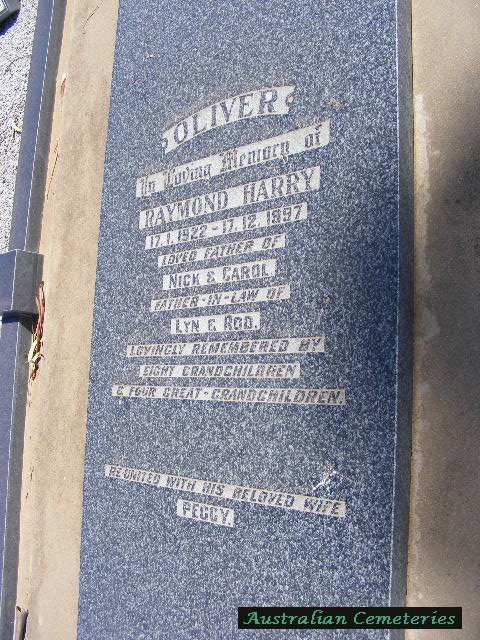 OLIVER
In Loving Memory of
RAYMOND HARRY
17.1.1922 - 17.12.1997
LOVED FATHER OF
NICK & CAROL
FATHER-IN-LAW OF
LYN & ROD.
LOVINGLY REMEMBERED BY
EIGHT GRANDCHILDREN
& FOUR GREAT-GRANDCHILDREN.
REUNITED WITH HIS BELOVED WIFE
PEGGY.
Australian Cemeteries